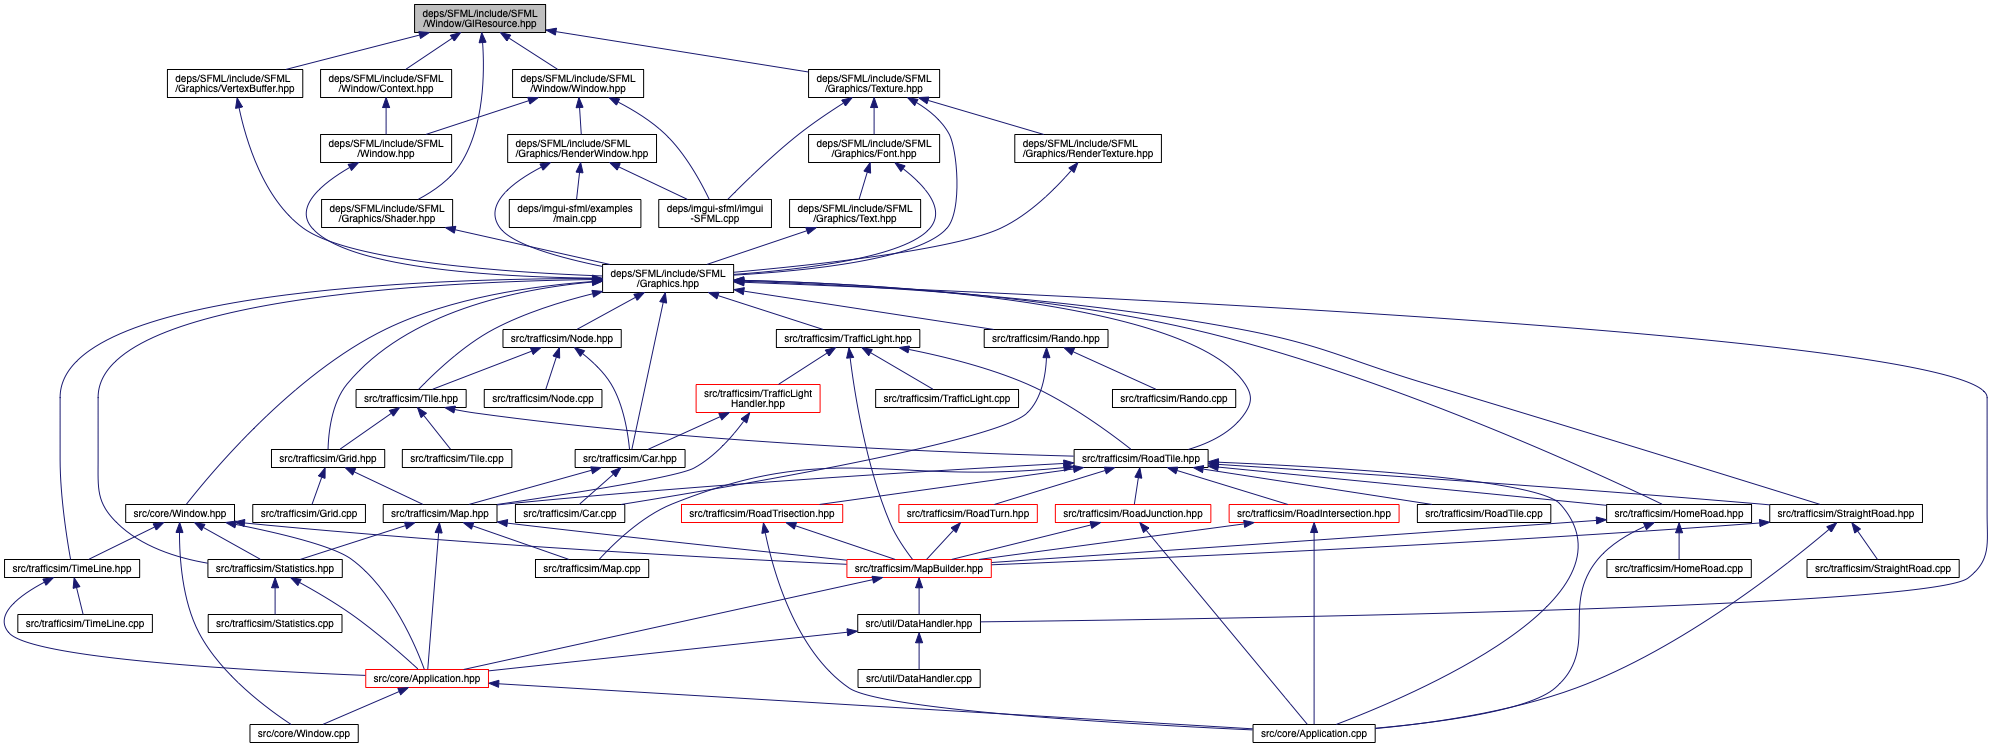 deps/SFML/include/SFML
/Window/GlResource.hpp
deps/SFML/include/SFML
/Graphics/VertexBuffer.hpp
deps/SFML/include/SFML
/Window/Context.hpp
deps/SFML/include/SFML
/Window/Window.hpp
deps/SFML/include/SFML
/Graphics/Texture.hpp
deps/SFML/include/SFML
/Window.hpp
deps/SFML/include/SFML
/Graphics/RenderWindow.hpp
deps/SFML/include/SFML
/Graphics/Font.hpp
deps/SFML/include/SFML
/Graphics/RenderTexture.hpp
deps/SFML/include/SFML
/Graphics/Shader.hpp
deps/imgui-sfml/examples
/main.cpp
deps/imgui-sfml/imgui
-SFML.cpp
deps/SFML/include/SFML
/Graphics/Text.hpp
deps/SFML/include/SFML
/Graphics.hpp
src/trafficsim/Node.hpp
src/trafficsim/TrafficLight.hpp
src/trafficsim/Rando.hpp
src/trafficsim/Tile.hpp
src/trafficsim/Node.cpp
src/trafficsim/TrafficLight
Handler.hpp
src/trafficsim/TrafficLight.cpp
src/trafficsim/Rando.cpp
src/trafficsim/Grid.hpp
src/trafficsim/Tile.cpp
src/trafficsim/Car.hpp
src/trafficsim/RoadTile.hpp
src/core/Window.hpp
src/trafficsim/Grid.cpp
src/trafficsim/Map.hpp
src/trafficsim/Car.cpp
src/trafficsim/RoadTrisection.hpp
src/trafficsim/RoadTurn.hpp
src/trafficsim/RoadJunction.hpp
src/trafficsim/RoadIntersection.hpp
src/trafficsim/RoadTile.cpp
src/trafficsim/HomeRoad.hpp
src/trafficsim/StraightRoad.hpp
src/trafficsim/TimeLine.hpp
src/trafficsim/Statistics.hpp
src/trafficsim/Map.cpp
src/trafficsim/MapBuilder.hpp
src/trafficsim/HomeRoad.cpp
src/trafficsim/StraightRoad.cpp
src/trafficsim/TimeLine.cpp
src/trafficsim/Statistics.cpp
src/util/DataHandler.hpp
src/core/Application.hpp
src/util/DataHandler.cpp
src/core/Window.cpp
src/core/Application.cpp